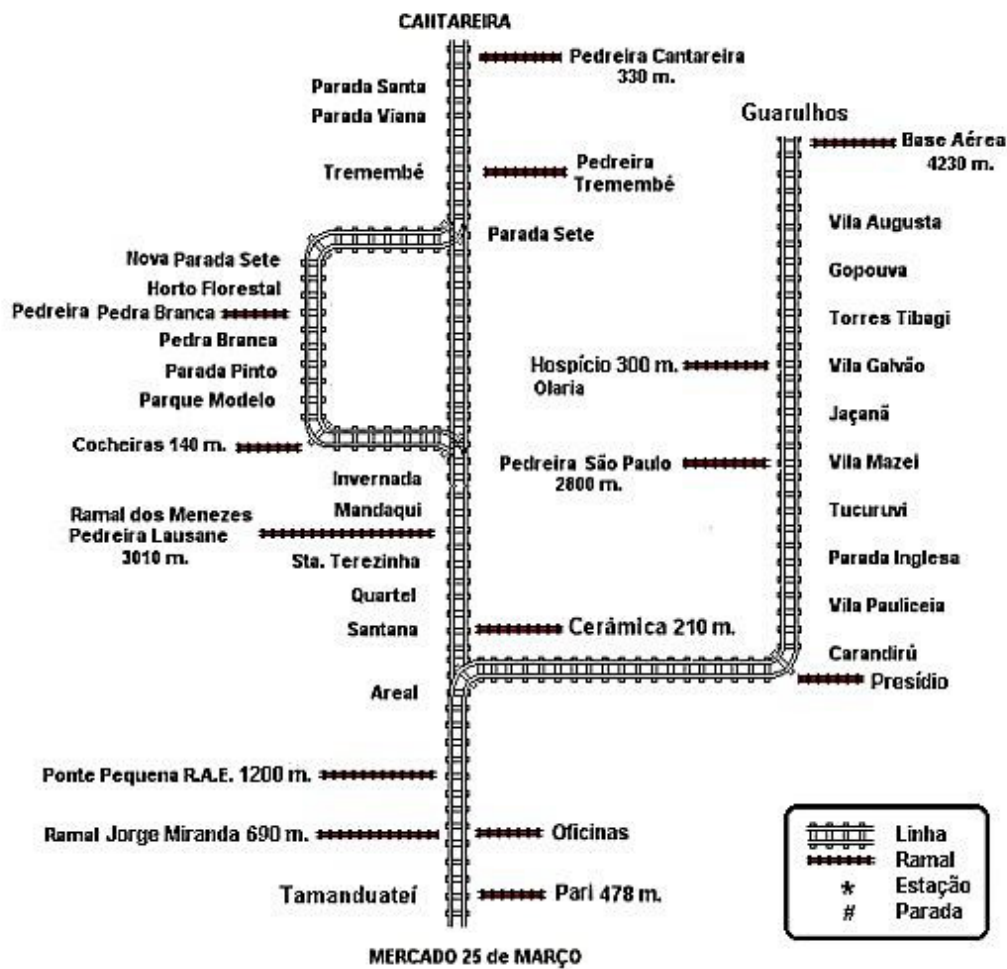 CANTAREIRA
Pedreira Cantareira
330 m.
Parada Santa
Parada Viana
Tremembé
Pedreira
Tremembé
Parada Sete
Nova Parada Sete
Horto Florestal
Pedreira Pedra Branca
Pedra Branca
Parada Pinto
Parque Modelo
Cocheiras 140 m.
Invernada
Mandaqui
Ramal dos Menezes
Pedreira Lausane
3010 m.
Sta. Terezinha
Quartel
Santana
Cerâmica 210 m.
Areal
Ponte Pequena R.A.E. 1200 m.
Ramal Jorge Miranda 690 m.
Oficinas
Tamanduateí
Pari 478 m.
MERCADO 25 de MARÇO
Guarulhos
Base Aérea
4230 m.
Vila Augusta
Gopouva
Torres Tibagi
Hospício 300 m.
Olaria
Vila Galvão
Jaçanã
Pedreira São Paulo
2800 m.
Vila Mazei
Tucuruvi
Parada Inglesa
Vila Pauliceia
Carandirú
Presídio
Linha
Ramal
* Estação
# Parada